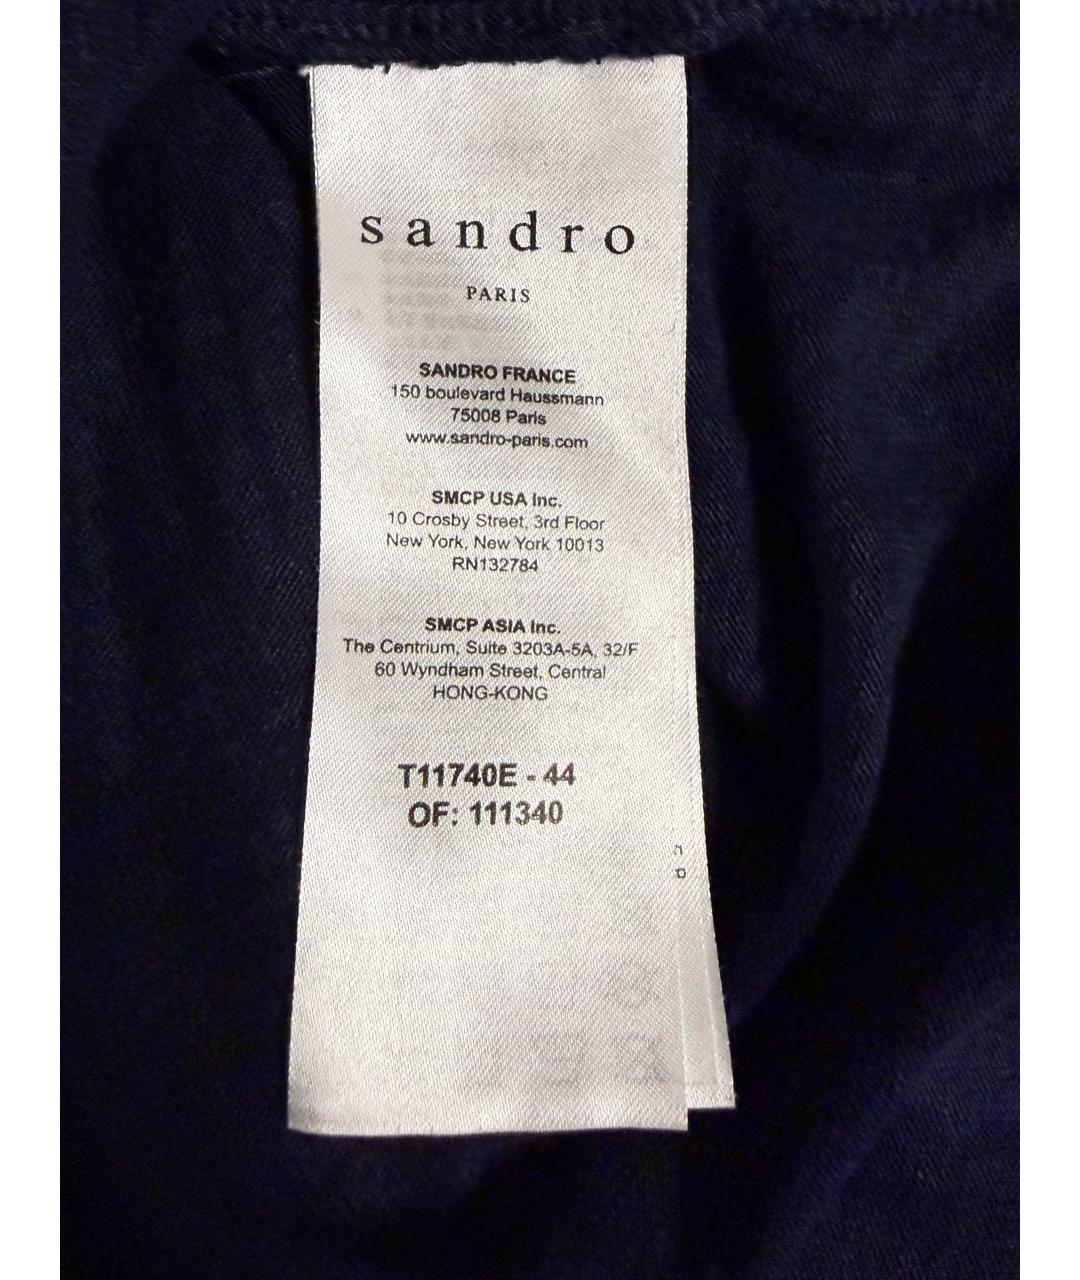 sandro
PARIS
SANDRO FRANCE
150 boulevard Haussmann
75008 Paris
www.sandro-paris.com
SMCP USA Inc.
10 Crosby Street, 3rd Floor
New York, New York 10013
RN132784
SMCP ASIA Inc.
The Centrium, Suite 3203A-5A, 32/F
60 Wyndham Street, Central
HONG-KONG
T11740E - 44
OF: 111340